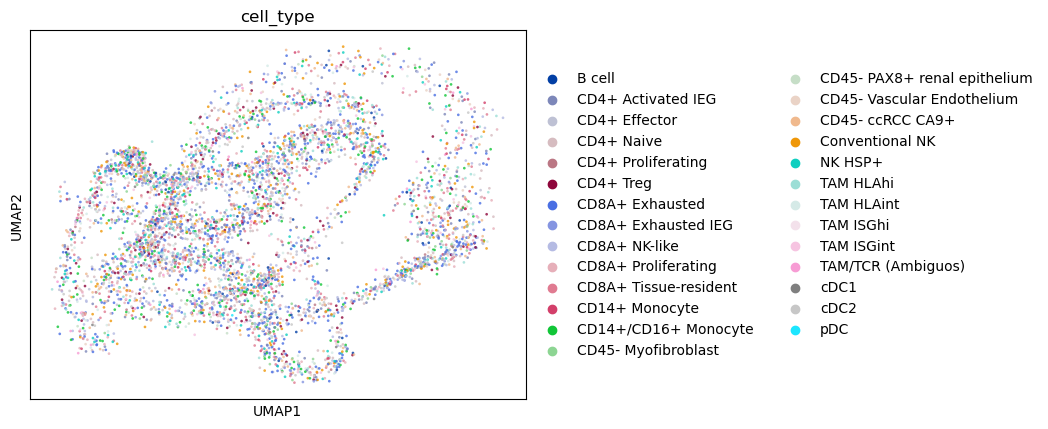 cell_type
UMAP2
UMAP1
B cell
CD4+ Activated IEG
CD4+ Effector
CD4+ Naive
CD4+ Proliferating
CD4+ Treg
CD8A+ Exhausted
CD8A+ Exhausted IEG
CD8A+ NK-like
CD8A+ Proliferating
CD8A+ Tissue-resident
CD14+ Monocyte
CD14+/CD16+ Monocyte
CD45- Myofibroblast
CD45- PAX8+ renal epithelium
CD45- Vascular Endothelium
CD45- ccRCC CA9+
Conventional NK
NK HSP+
TAM HLAhi
TAM HLAint
TAM ISGhi
TAM ISGint
TAM/TCR (Ambiguos)
cDC1
cDC2
pDC